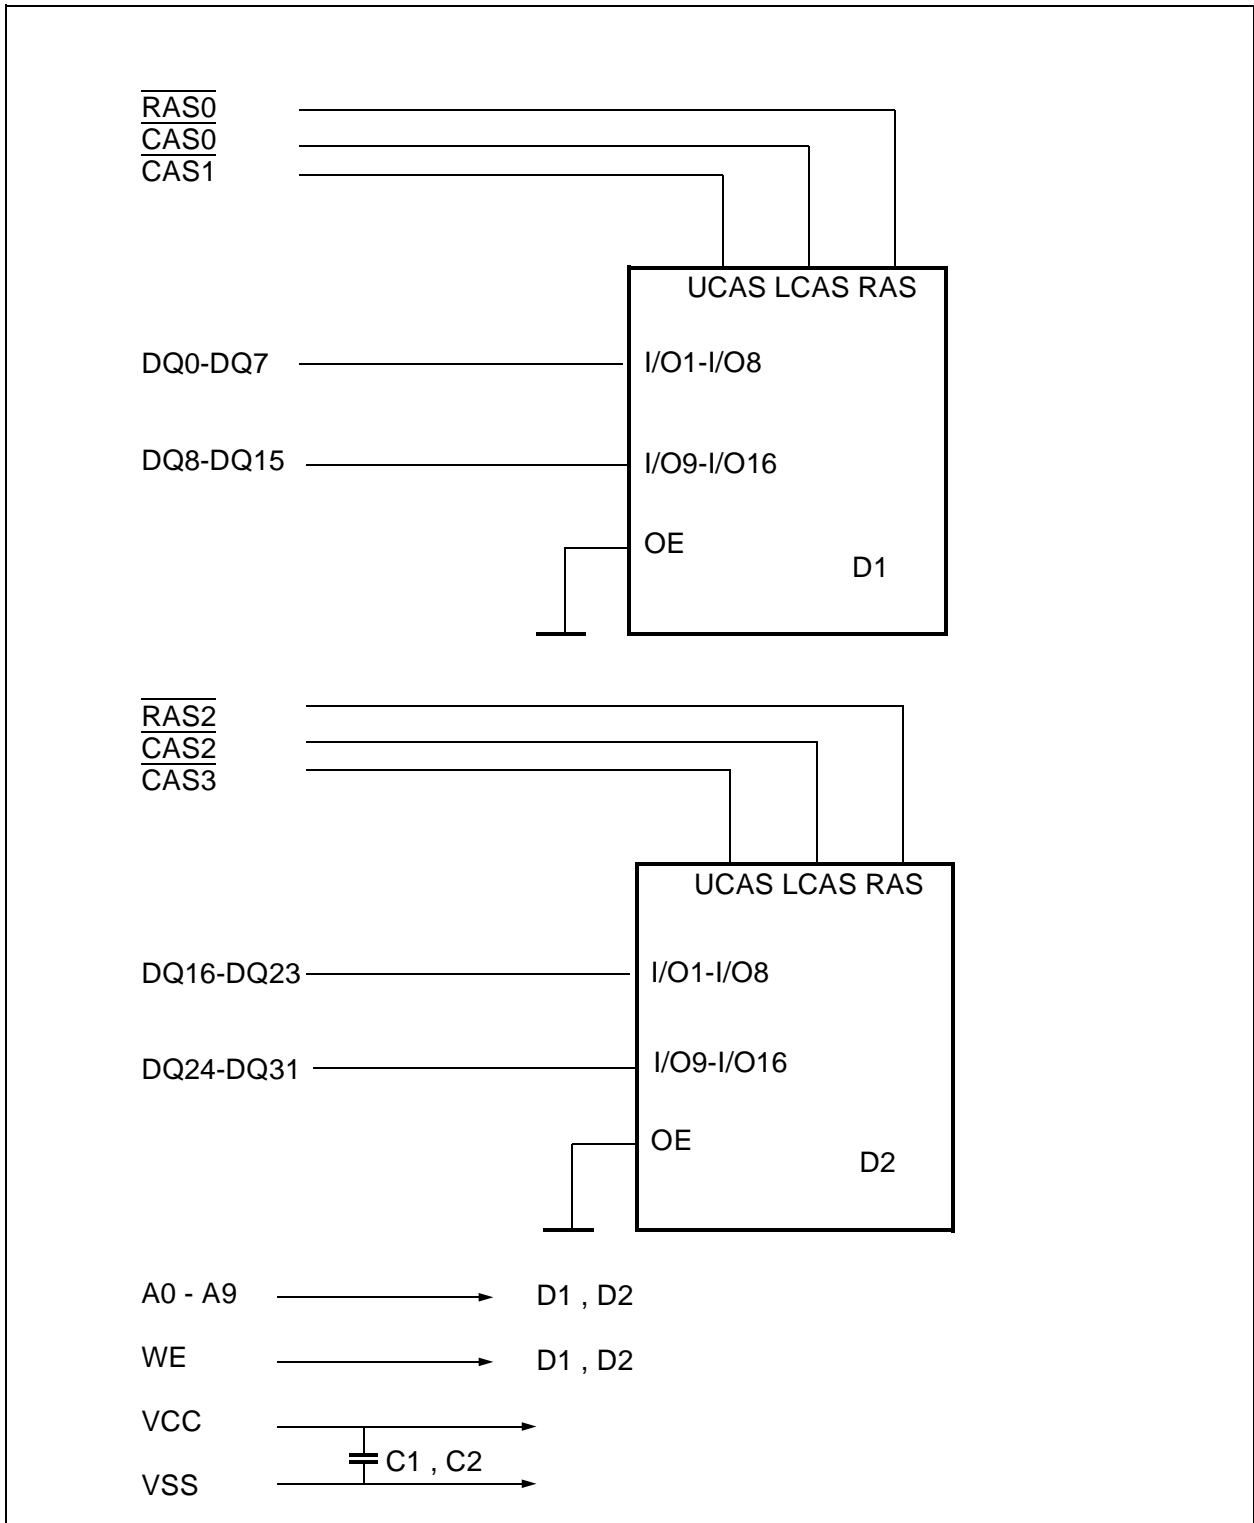 RAS0
CAS0
CAS1
UCAS LCAS RAS
DQ0-DQ7
I/O1-I/O8
DQ8-DQ15
I/O9-I/O16
OE
D1
RAS2
CAS2
CAS3
UCAS LCAS RAS
DQ16-DQ23
I/O1-I/O8
DQ24-DQ31
I/O9-I/O16
OE
D2
A0 - A9
D1 , D2
WE
D1 , D2
VCC
C1 , C2
VSS